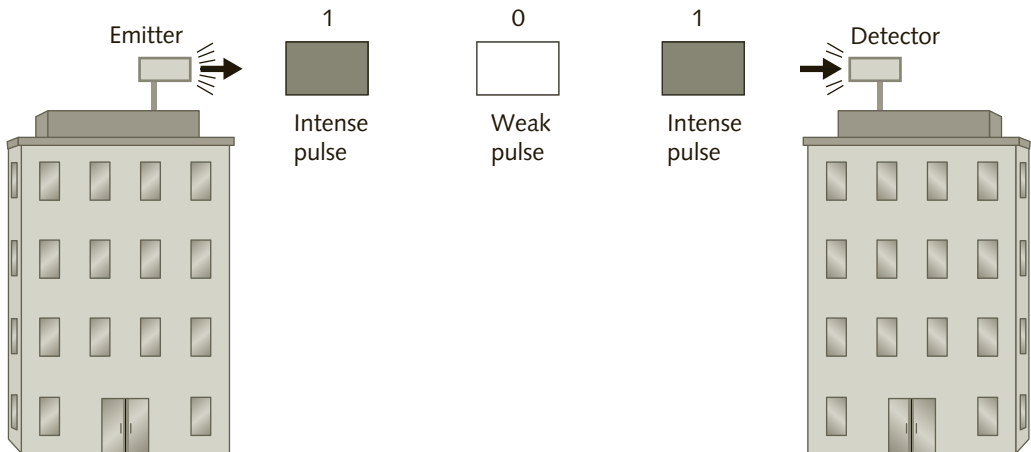 1 0 1
Emitter
Detector
Intense pulse
Weak pulse
Intense pulse